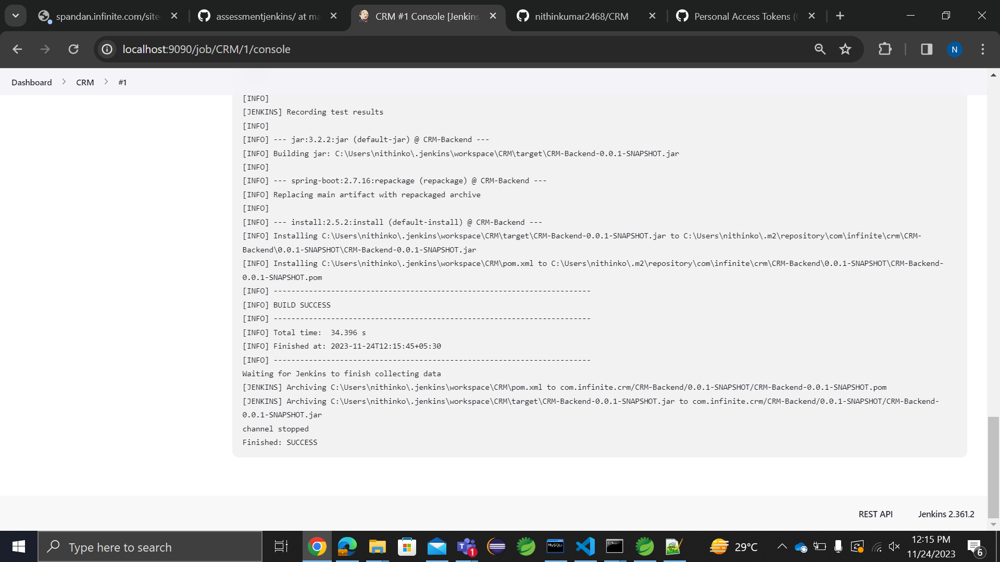 spandan.infinite.com/site
assessmentjenkins/ at ma
CRM #1 Console [Jenkins
nithinkumar2468/CRM
Personal Access Tokens (
localhost:9090/job/CRM/1/console
N
Dashboard > CRM > #1
[INFO]
[JENKINS] Recording test results
[INFO]
[INFO] --- jar:3.2.2:jar (default-jar) @ CRM-Backend ---
[INFO] Building jar: C:\Users\nithinko\.jenkins\workspace\CRM\target\CRM-Backend-0.0.1-SNAPSHOT.jar
[INFO]
[INFO] --- spring-boot:2.7.16:repackage (repackage) @ CRM-Backend ---
[INFO] Replacing main artifact with repackaged archive
[INFO]
[INFO] --- install:2.5.2:install (default-install) @ CRM-Backend ---
[INFO] Installing C:\Users\nithinko\.jenkins\workspace\CRM\target\CRM-Backend-0.0.1-SNAPSHOT.jar to C:\Users\nithinko\.m2\repository\com\infinite\crm\CRM-
Backend\0.0.1-SNAPSHOT\CRM-Backend-0.0.1-SNAPSHOT.jar
[INFO] Installing C:\Users\nithinko\.jenkins\workspace\CRM\pom.xml to C:\Users\nithinko\.m2\repository\com\infinite\crm\CRM-Backend\0.0.1-SNAPSHOT\CRM-Backend-
0.0.1-SNAPSHOT.pom
[INFO] ------------------------------------------------------------------------
[INFO] BUILD SUCCESS
[INFO] ------------------------------------------------------------------------
[INFO] Total time:  34.396 s
[INFO] Finished at: 2023-11-24T12:15:45+05:30
[INFO] ------------------------------------------------------------------------
Waiting for Jenkins to finish collecting data
[JENKINS] Archiving C:\Users\nithinko\.jenkins\workspace\CRM\pom.xml to com.infinite.crm/CRM-Backend/0.0.1-SNAPSHOT/CRM-Backend-0.0.1-SNAPSHOT.pom
[JENKINS] Archiving C:\Users\nithinko\.jenkins\workspace\CRM\target\CRM-Backend-0.0.1-SNAPSHOT.jar to com.infinite.crm/CRM-Backend/0.0.1-SNAPSHOT/CRM-Backend-
0.0.1-SNAPSHOT.jar
channel stopped
Finished: SUCCESS
REST API
Jenkins 2.361.2
Type here to search
1
MySQL
29°C
12:15 PM
11/24/2023
6